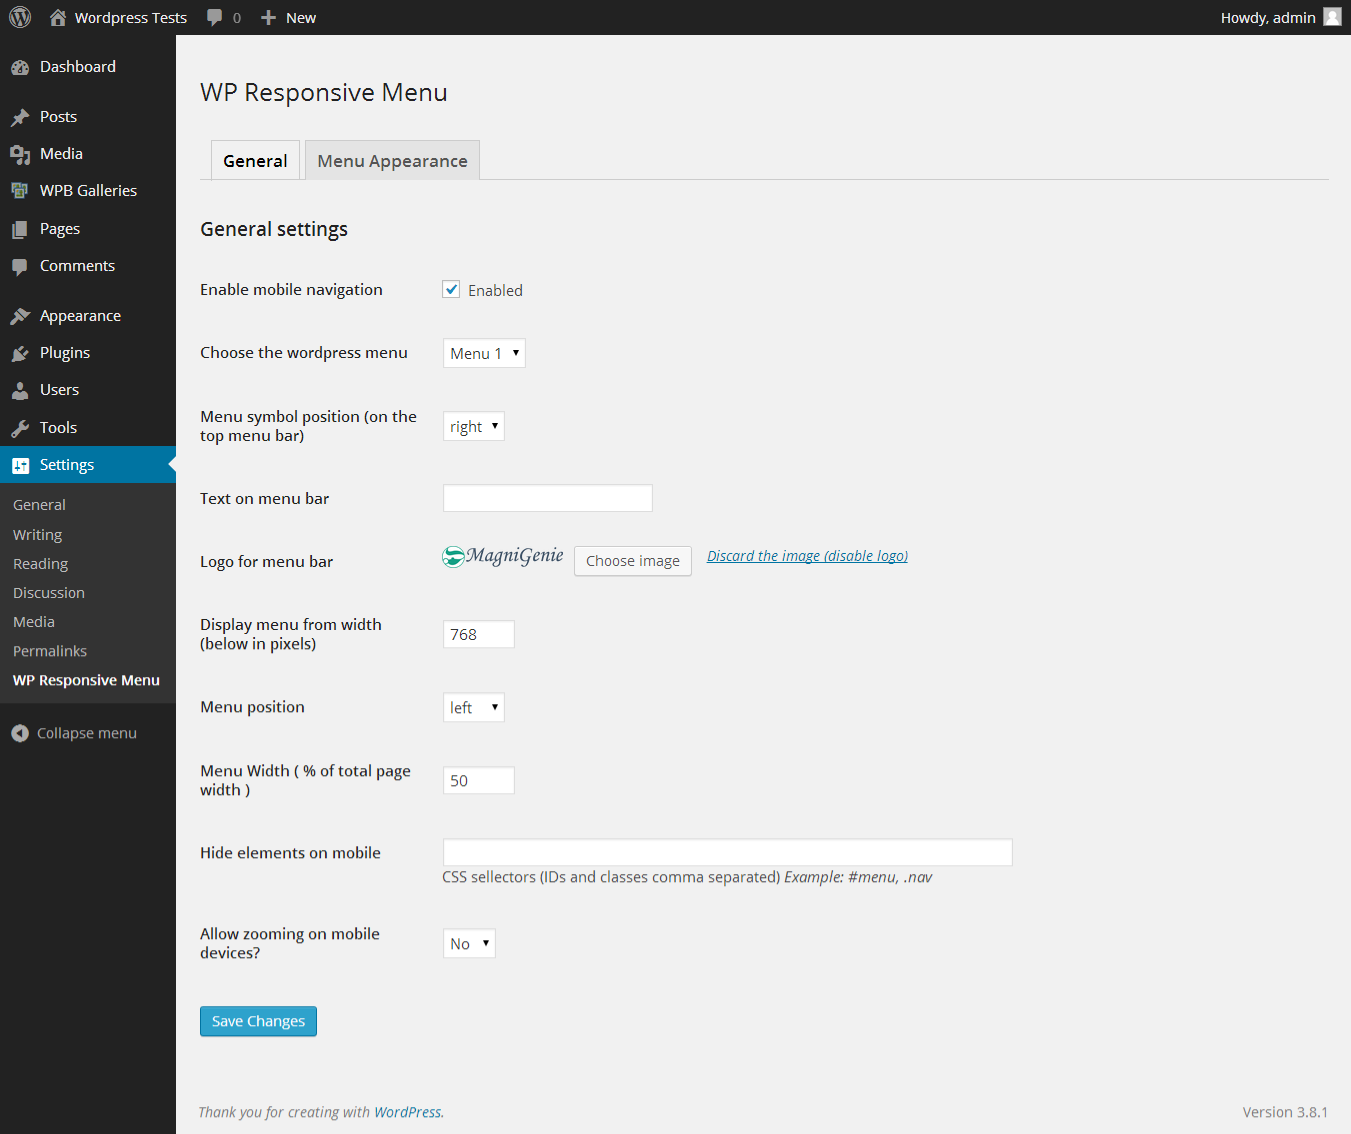 Wordpress Tests 0 New Howdy, admin
Dashboard
Posts
Media
WPB Galleries
Pages
Comments
Appearance
Plugins
Users
Tools
Settings
General
Writing
Reading
Discussion
Media
Permalinks
WP Responsive Menu
Collapse menu
WP Responsive Menu
General Menu Appearance
General settings
Enable mobile navigation Enabled
Choose the wordpress menu Menu 1
Menu symbol position (on the
top menu bar) right
Text on menu bar
Logo for menu bar MagniGenie Choose image Discard the image (disable logo)
Display menu from width
(below in pixels) 768
Menu position left
Menu Width ( % of total page
width ) 50
Hide elements on mobile
CSS sellectors (IDs and classes comma separated) Example: #menu, .nav
Allow zooming on mobile
devices? No
Save Changes
Thank you for creating with WordPress. Version 3.8.1